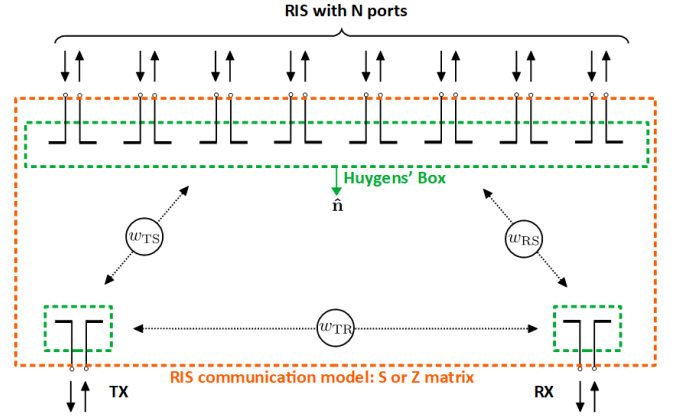 RIS with N ports
Huygens' Box
n̂
w_TS
w_RS
w_TR
RIS communication model: S or Z matrix
TX
RX